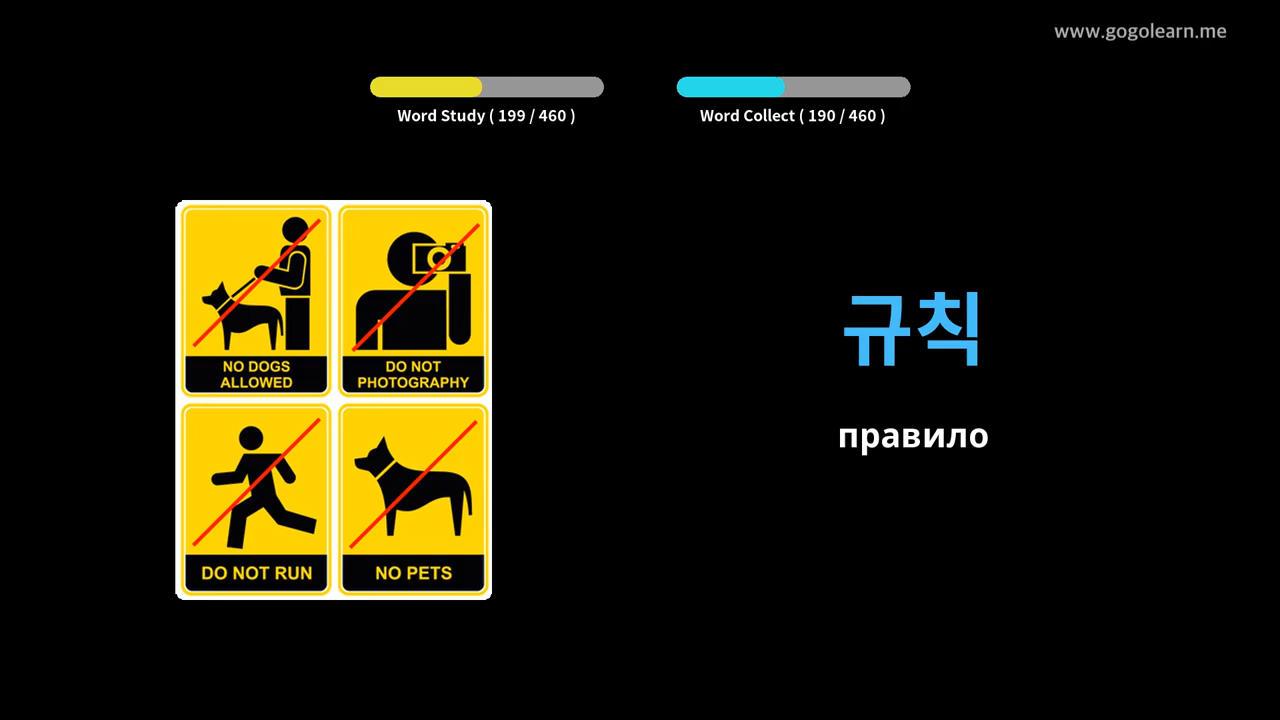 www.gogolearn.me
Word Study ( 199 / 460 )
Word Collect ( 190 / 460 )
NO DOGS
ALLOWED
DO NOT
PHOTOGRAPHY
DO NOT RUN
NO PETS
규칙
правило